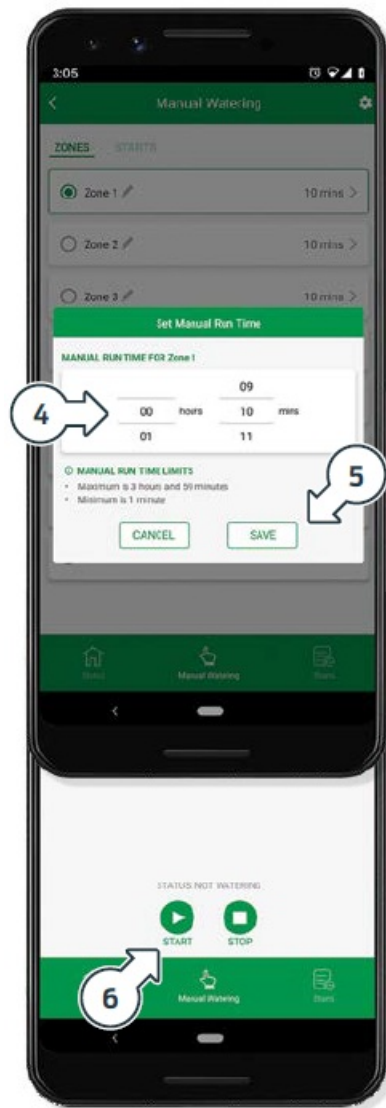 3:05
Manual Watering
ZONES STARTS
Zone 1 10 mins
Zone 2 10 mins
Zone 3 10 mins
Set Manual Run Time
MANUAL RUN TIME FOR Zone 1
09
4
00 hours 10 mins
01 11
MANUAL RUN TIME LIMITS
5
• Maximum is 3 hours and 59 minutes
• Minimum is 1 minute
CANCEL SAVE
Home Manual Watering
STATUS NOT WATERING
START STOP
6
Manual Watering